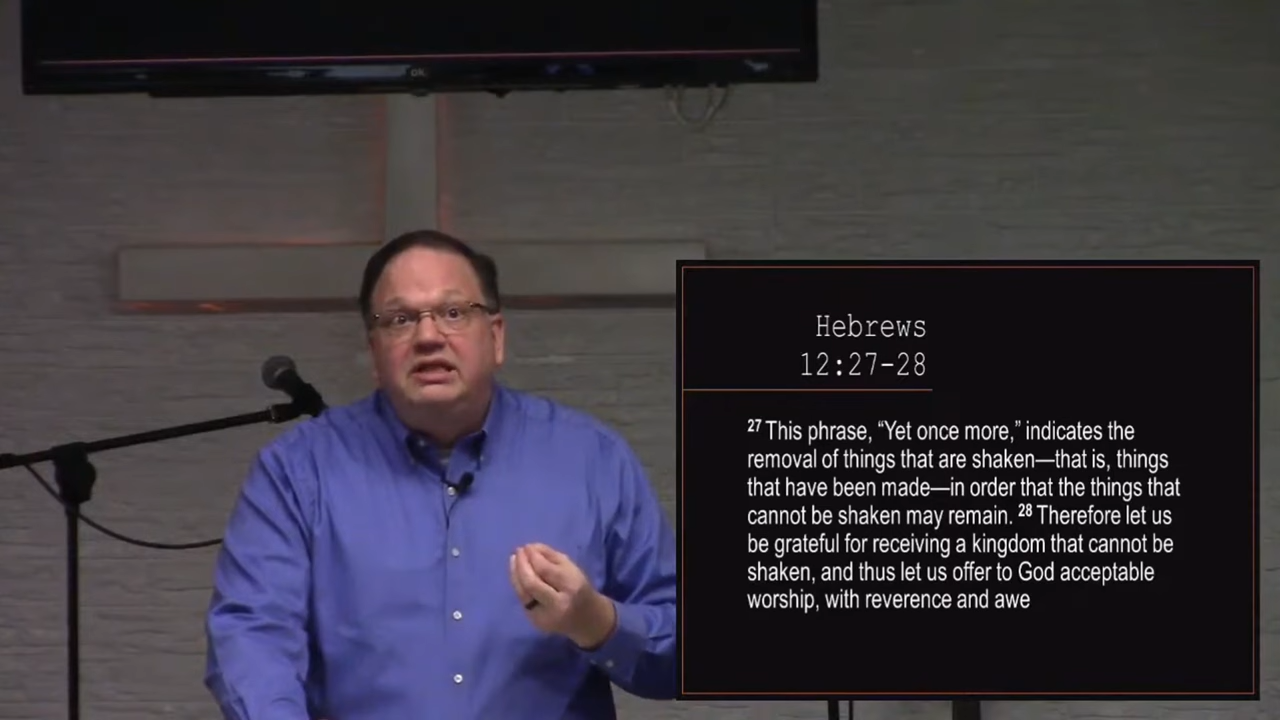 Hebrews
12:27-28
27 This phrase, “Yet once more,” indicates the
removal of things that are shaken—that is, things
that have been made—in order that the things that
cannot be shaken may remain. 28 Therefore let us
be grateful for receiving a kingdom that cannot be
shaken, and thus let us offer to God acceptable
worship, with reverence and awe